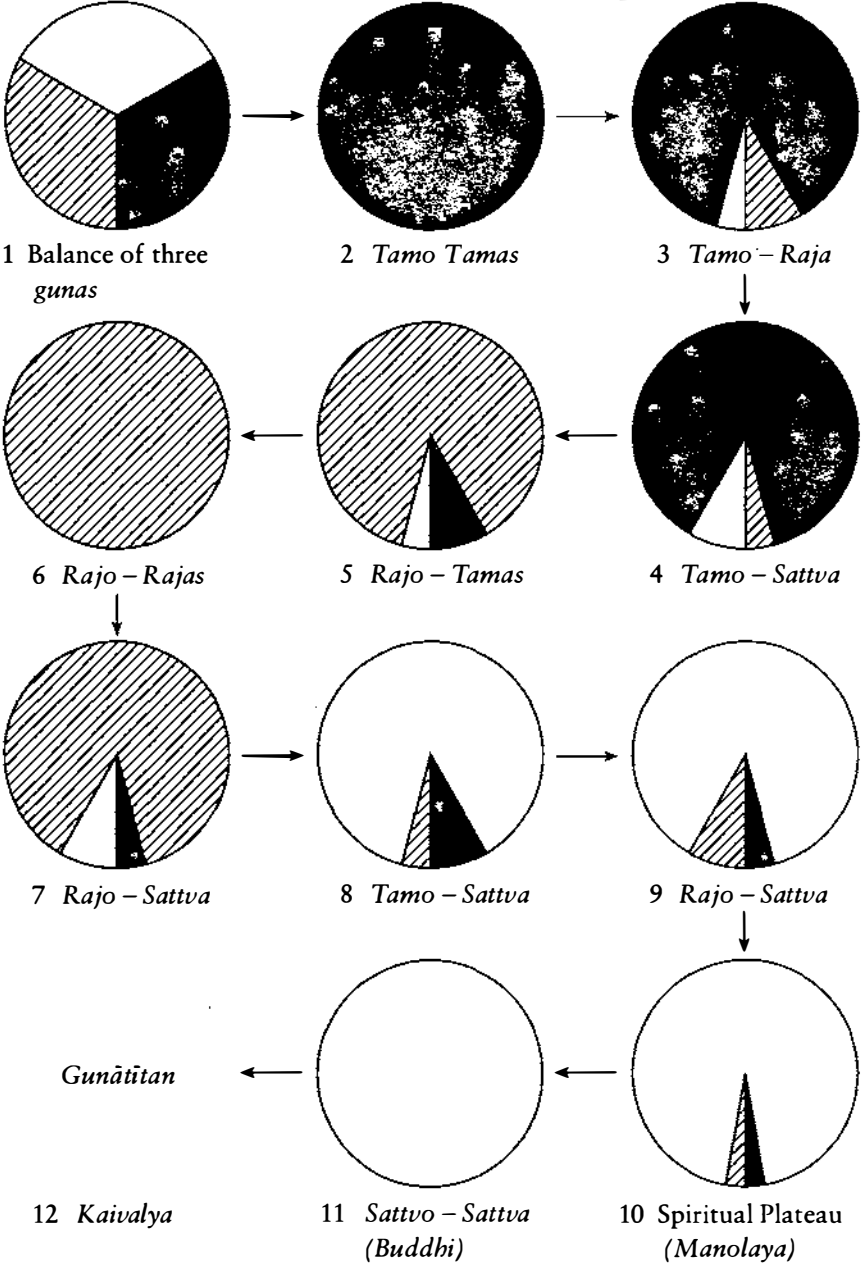 1 Balance of three
gunas
2 Tamo Tamas
3 Tamo – Raja
6 Rajo – Rajas
5 Rajo – Tamas
4 Tamo – Sattva
7 Rajo – Sattva
8 Tamo – Sattva
9 Rajo – Sattva
Gunātītan
12 Kaivalya
11 Sattvo – Sattva
(Buddhi)
10 Spiritual Plateau
(Manolaya)